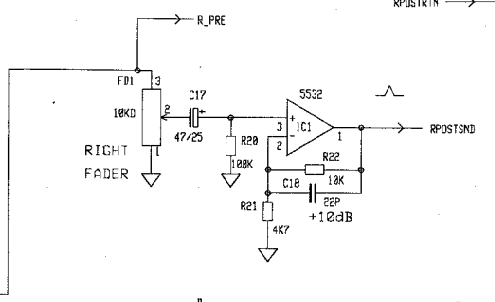 RPOSTRTN
R_PRE
FD1
3
C17
5532
10KD
2
3
IC1
1
RPOSTSND
47/25
2
R20
100K
R22
1
RIGHT
FADER
C18
10K
22P
R21
+10dB
4K7